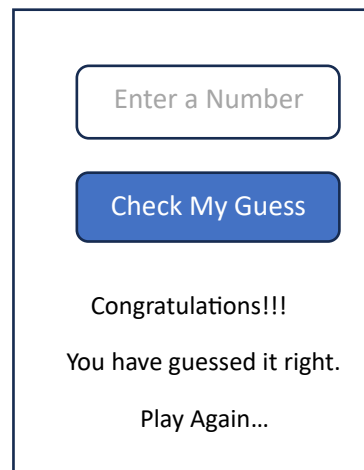 Enter a Number
Check My Guess
Congratulations!!!
You have guessed it right.
Play Again…